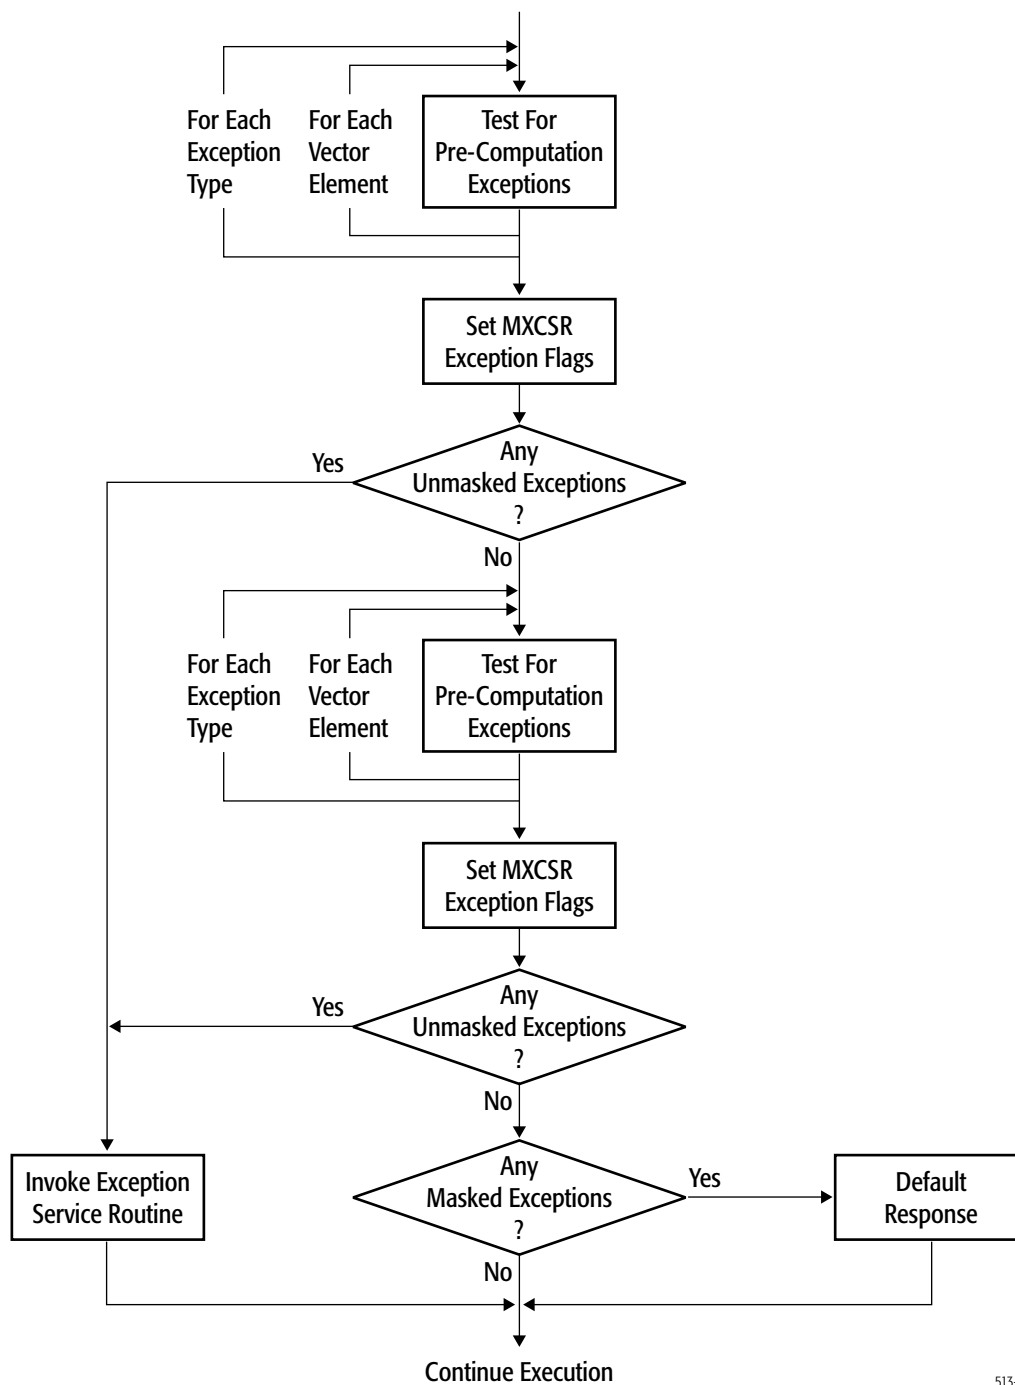 For Each
Exception
Type
For Each
Vector
Element
Test For
Pre-Computation
Exceptions
Set MXCSR
Exception Flags
Any
Unmasked Exceptions
?
Yes
No
For Each
Exception
Type
For Each
Vector
Element
Test For
Pre-Computation
Exceptions
Set MXCSR
Exception Flags
Any
Unmasked Exceptions
?
Yes
No
Invoke Exception
Service Routine
Any
Masked Exceptions
?
Yes
Default
Response
No
Continue Execution
513-